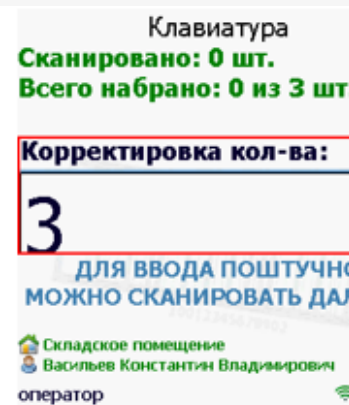 Клавиатура
Сканировано: 0 шт.
Всего набрано: 0 из 3 шт
Корректировка кол-ва:
3
ДЛЯ ВВОДА ПОШТУЧНО
МОЖНО СКАНИРОВАТЬ ДАЛ
Складское помещение
Васильев Константин Владимирович
оператор